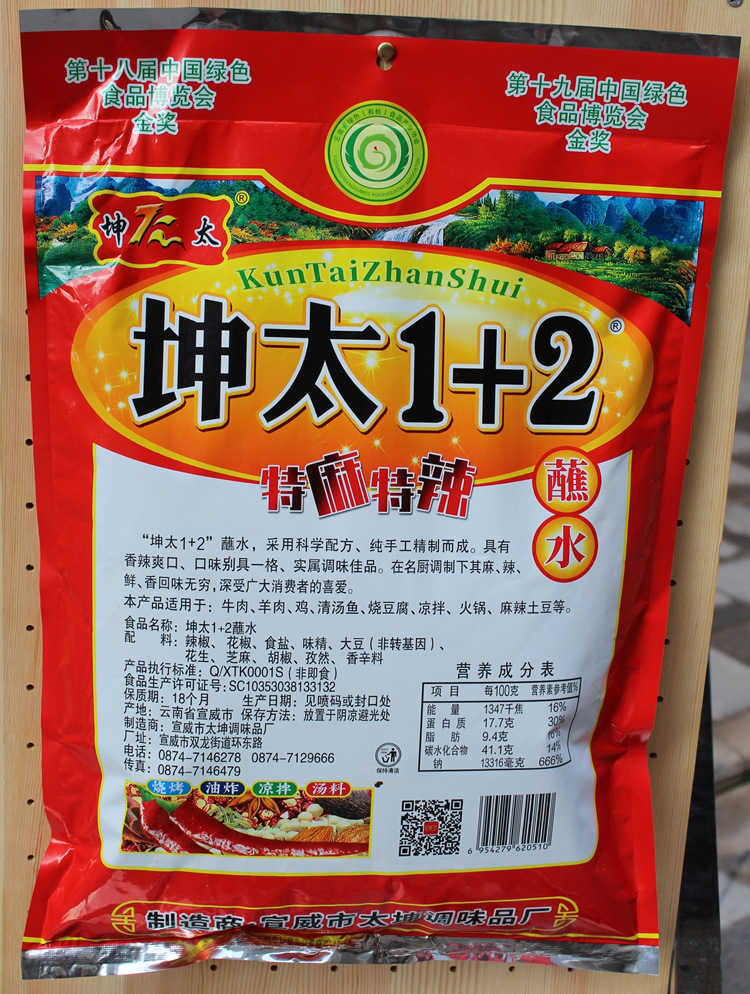 第十八届中国绿色
食品博览会
金奖
第十九届中国绿色
食品博览会
金奖
坤 太 ®
KunTaiZhanShui
坤太1+2®
特麻特辣
蘸
水
“坤太1+2”蘸水，采用科学配方、纯手工精制而成。具有
香辣爽口、口味别具一格、实属调味佳品。在名厨调制下其麻、辣、
鲜、香回味无穷，深受广大消费者的喜爱。
本产品适用于：牛肉、羊肉、鸡、清汤鱼、烧豆腐、凉拌、火锅、麻辣土豆等。
食品名称：坤太1+2蘸水
配 料：辣椒、花椒、食盐、味精、大豆（非转基因）、
花生、芝麻、胡椒、孜然、香辛料
产品执行标准：Q/XTK0001S（非即食）
食品生产许可证号：SC10353038133132
保质期：18个月 生产日期：见喷码或封口处
产地：云南省宣威市 保存方法：放置于阴凉避光处
制造商：宣威市太坤调味品厂
厂址：宣威市双龙街道环东路
电话：0874-7146278 0874-7129666
传真：0874-7146479
营养成分表
项 目 每100克 营养素参考值%
能 量 1347千焦 16%
蛋白质 17.7克 30%
脂 肪 9.4克 16%
碳水化合物 41.1克 14%
钠 13316毫克 666%
保持清洁
烧烤 油炸 凉拌 汤料
6 954279 620510
制造商：宣威市太坤调味品厂